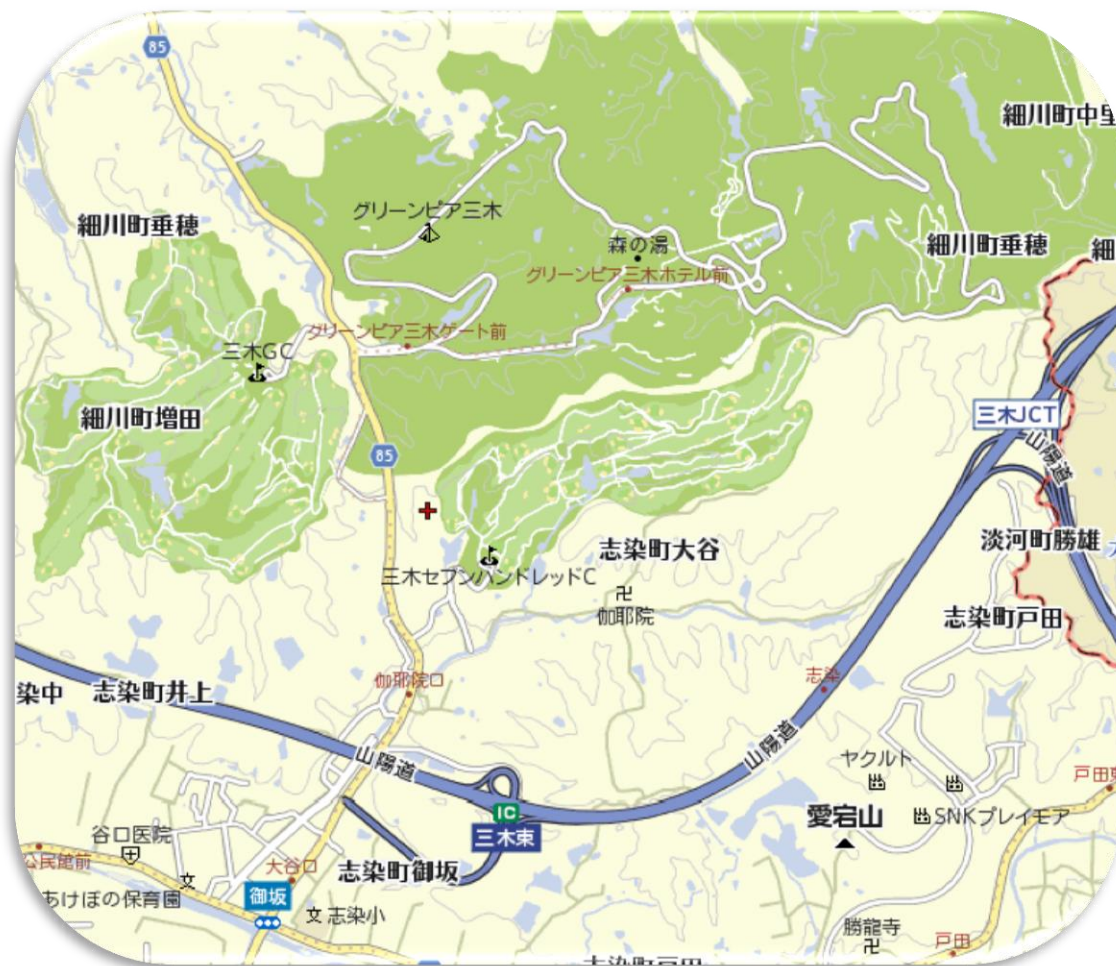 85
細川町中里
グリーンピア三木
細川町垂穂
森の湯
細川町垂穂
細
グリーンピア三木ホテル前
グリーンピア三木ゲート前
三木GC
細川町増田
三木JCT
山陽道
85
淡河町勝雄
志染町大谷
三木セブンハンドレッドC
伽耶院
志染町戸田
伽耶院口
志染
染中
志染町井上
山陽道
山陽道
ヤクルト
IC
三木東
愛宕山
SNKプレイモア
谷口医院
公民館前
大谷口
志染町御坂
あけぼの保育園
御坂
志染小
勝龍寺
戸田
志染町戸田